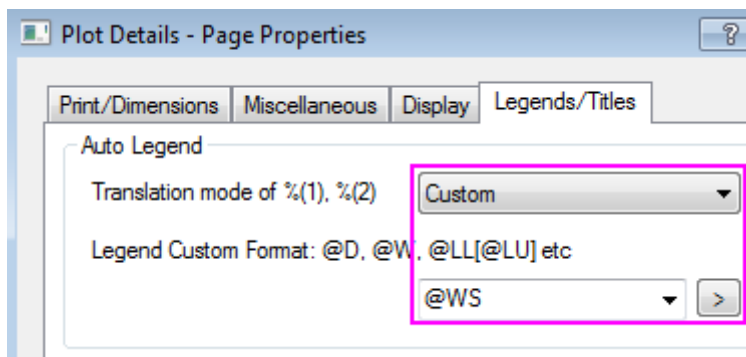 Plot Details - Page Properties
?
Print/Dimensions Miscellaneous Display Legends/Titles
Auto Legend
Translation mode of %(1), %(2) Custom
Legend Custom Format: @D, @W, @LL[@LU] etc
@WS >